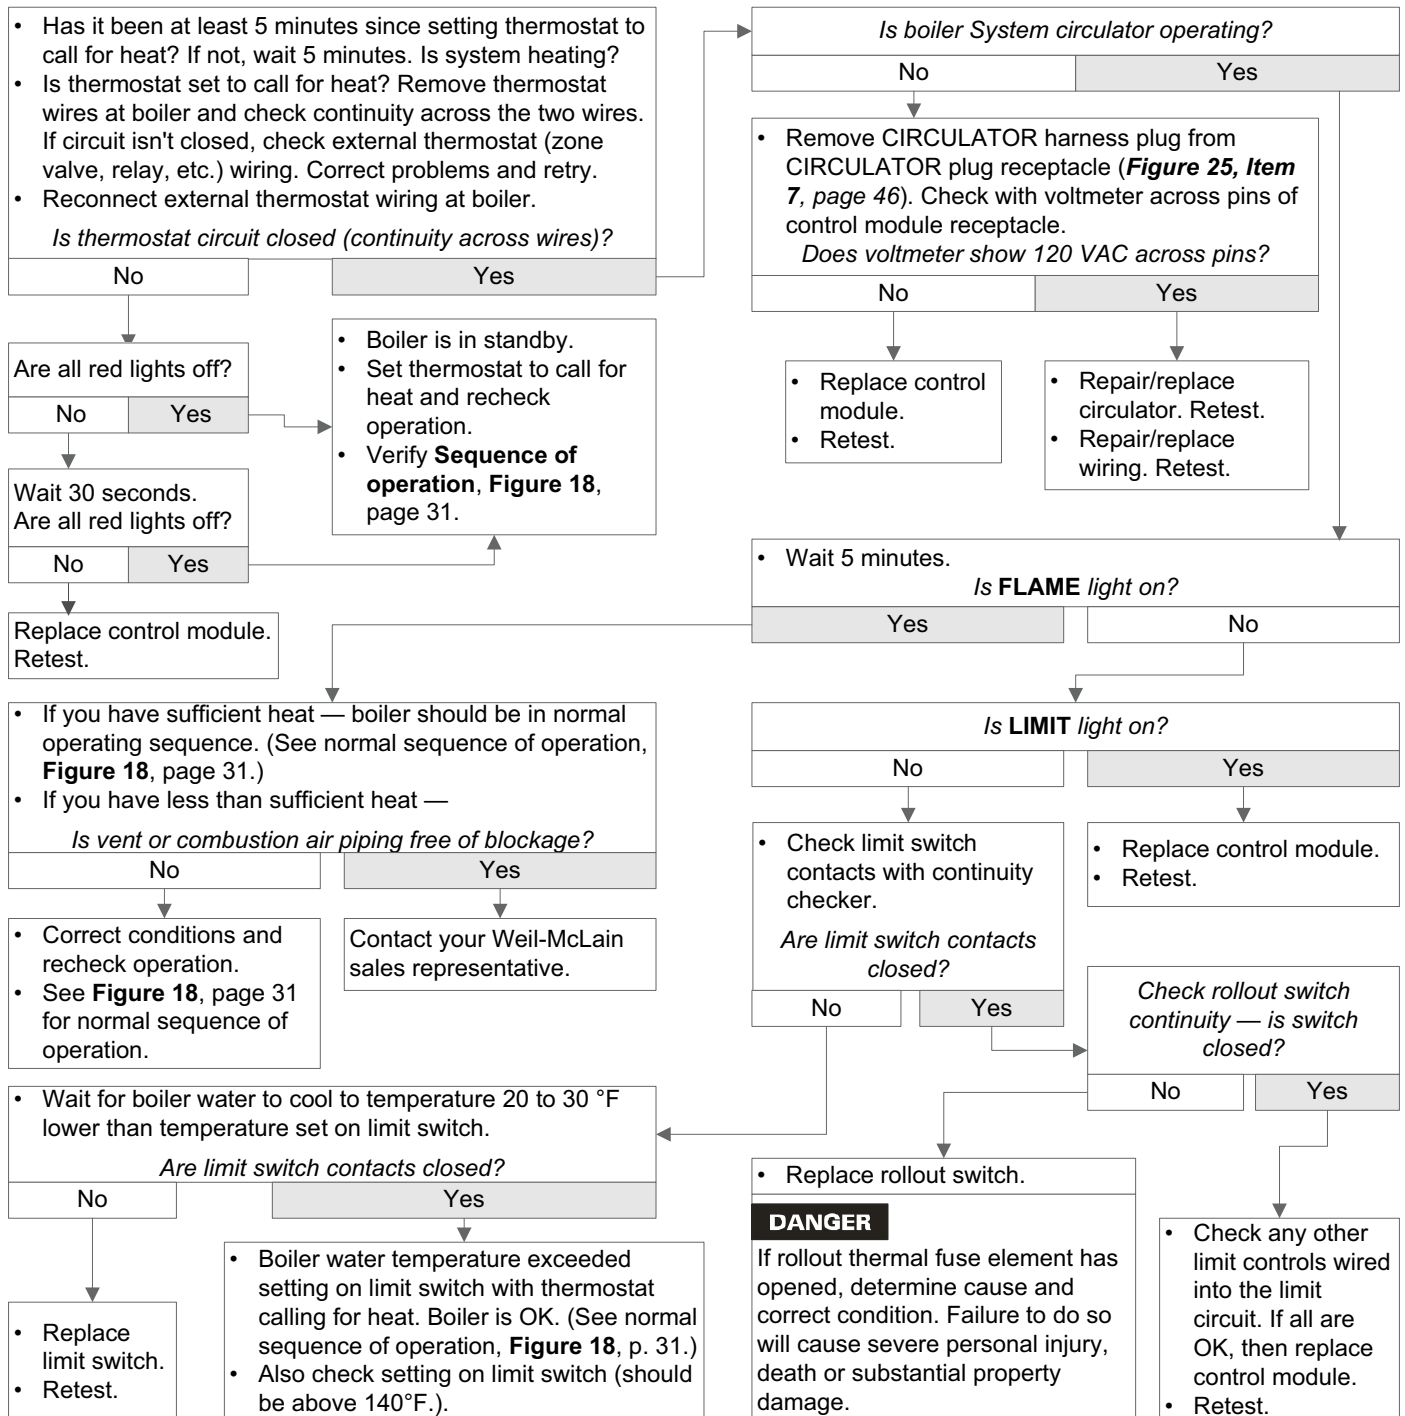 • Has it been at least 5 minutes since setting thermostat to
call for heat? If not, wait 5 minutes. Is system heating?
• Is thermostat set to call for heat? Remove thermostat
wires at boiler and check continuity across the two wires.
If circuit isn't closed, check external thermostat (zone
valve, relay, etc.) wiring. Correct problems and retry.
• Reconnect external thermostat wiring at boiler.
Is thermostat circuit closed (continuity across wires)?
No
Yes
Are all red lights off?
No
Yes
Wait 30 seconds.
Are all red lights off?
No
Yes
Replace control module.
Retest.
• Boiler is in standby.
• Set thermostat to call for
heat and recheck
operation.
• Verify Sequence of
operation, Figure 18,
page 31.
Is boiler System circulator operating?
No
Yes
• Remove CIRCULATOR harness plug from
CIRCULATOR plug receptacle (Figure 25, Item
7, page 46). Check with voltmeter across pins of
control module receptacle.
Does voltmeter show 120 VAC across pins?
No
Yes
• Replace control
module.
• Retest.
• Repair/replace
circulator. Retest.
• Repair/replace
wiring. Retest.
• Wait 5 minutes.
Is FLAME light on?
Yes
No
• If you have sufficient heat — boiler should be in normal
operating sequence. (See normal sequence of operation,
Figure 18, page 31.)
• If you have less than sufficient heat —
Is vent or combustion air piping free of blockage?
No
Yes
• Correct conditions and
recheck operation.
• See Figure 18, page 31
for normal sequence of
operation.
Contact your Weil-McLain
sales representative.
Is LIMIT light on?
No
Yes
• Check limit switch
contacts with continuity
checker.
Are limit switch contacts
closed?
No
Yes
• Replace control module.
• Retest.
Check rollout switch
continuity — is switch
closed?
No
Yes
• Wait for boiler water to cool to temperature 20 to 30 °F
lower than temperature set on limit switch.
Are limit switch contacts closed?
No
Yes
• Replace
limit switch.
• Retest.
• Boiler water temperature exceeded
setting on limit switch with thermostat
calling for heat. Boiler is OK. (See normal
sequence of operation, Figure 18, p. 31.)
• Also check setting on limit switch (should
be above 140°F.).
• Replace rollout switch.
DANGER
If rollout thermal fuse element has
opened, determine cause and
correct condition. Failure to do so
will cause severe personal injury,
death or substantial property
damage.
• Check any other
limit controls wired
into the limit
circuit. If all are
OK, then replace
control module.
• Retest.